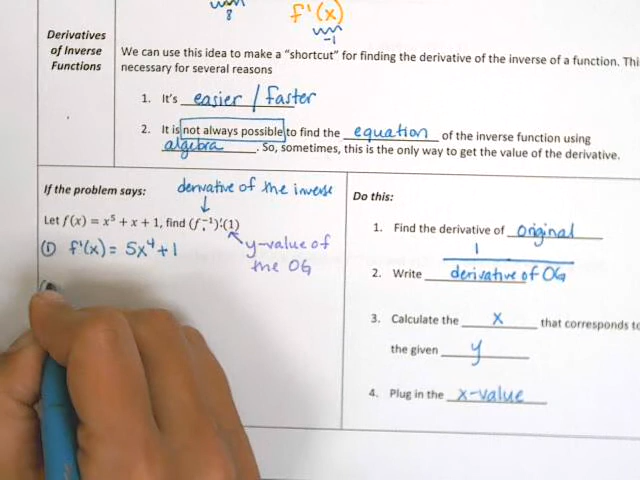 8
f'(x)
-1
Derivatives
of Inverse
Functions
We can use this idea to make a "shortcut" for finding the derivative of the inverse of a function.
necessary for several reasons
1. It's easier / faster
2. It is not always possible to find the equation of the inverse function using
algebra. So, sometimes, this is the only way to get the value of the derivative.
If the problem says:
derivative of the inverse
Let f(x) = x⁵ + x + 1, find (f⁻¹)'(1)
① f'(x) = 5x⁴ + 1
y-value of
the OG
Do this:
1. Find the derivative of original
1
2. Write derivative of OG
3. Calculate the x that corresponds
the given y
4. Plug in the x-value